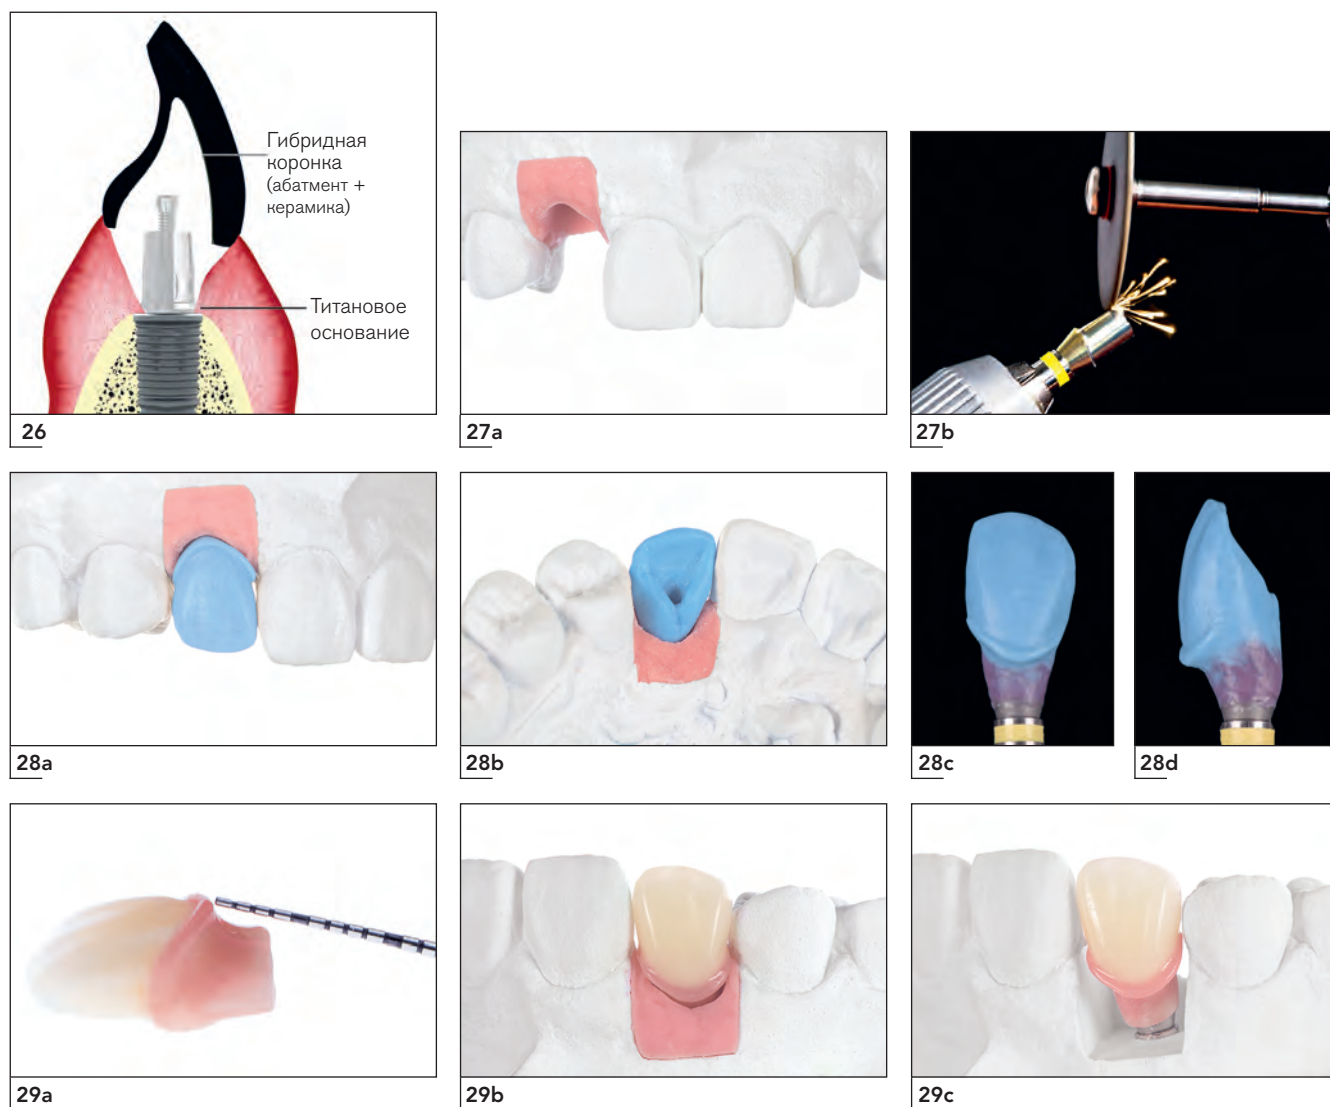 Гибридная
коронка
(абатмент +
керамика)
Титановое
основание
26
27a
27b
28a
28b
28c
28d
29a
29b
29c